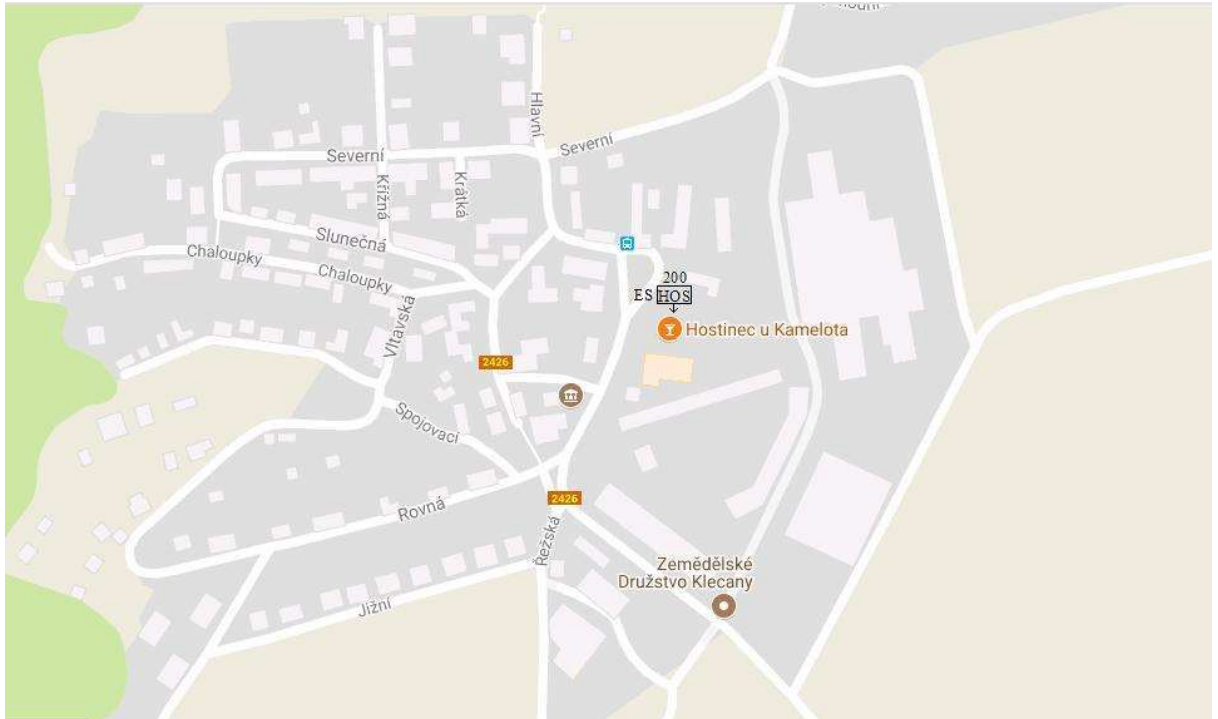 Hlavní
Severní
Severní
Křížná
Krátká
Slunečná
Chaloupky
Chaloupky
200
ES HOS
Hostinec u Kamelota
Vltavská
2426
Spojovací
2426
Rovná
Řežská
Zemědělské
Družstvo Klecany
Jižní